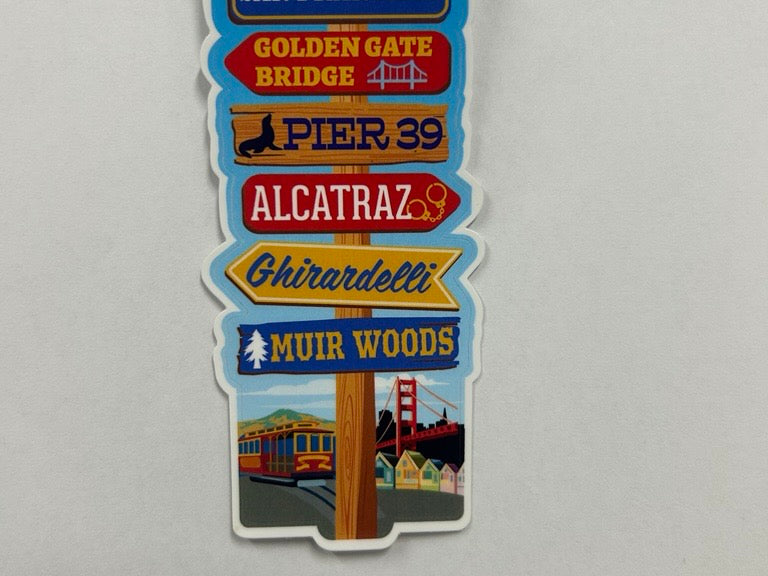 GOLDEN GATE
BRIDGE
PIER 39
ALCATRAZ
Ghirardelli
MUIR WOODS